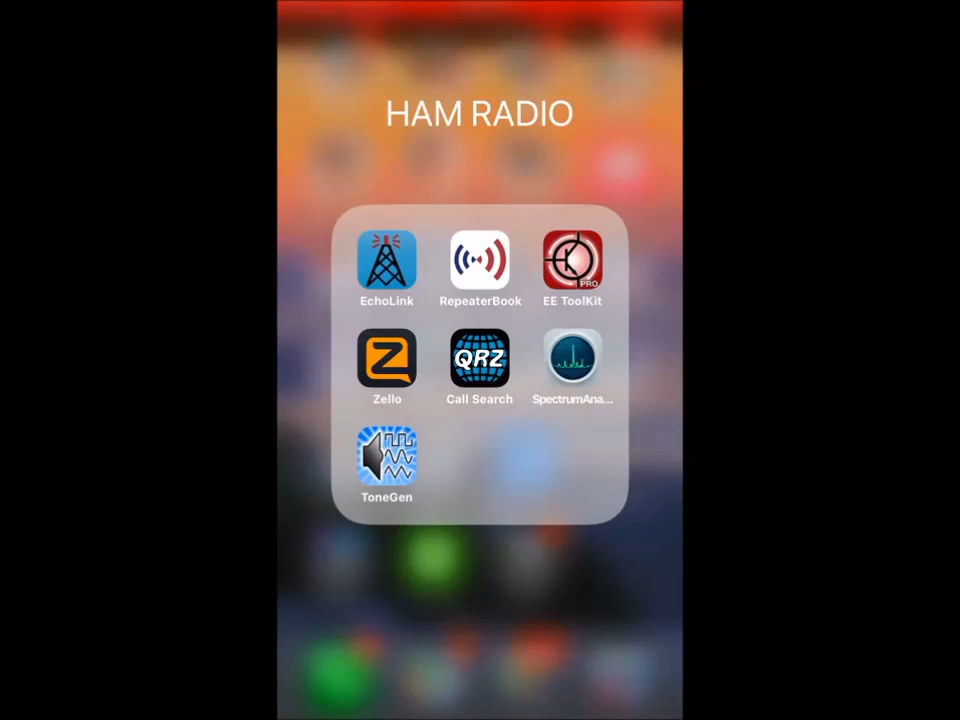 HAM RADIO
EchoLink
RepeaterBook
PRO
EE ToolKit
Z
Zello
QRZ
Call Search
SpectrumAna...
ToneGen